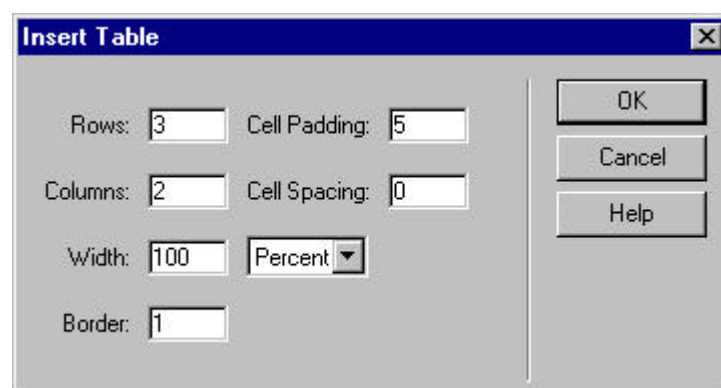 Insert Table
Rows: 3 Cell Padding: 5 OK
Columns: 2 Cell Spacing: 0 Cancel
Width: 100 Percent Help
Border: 1